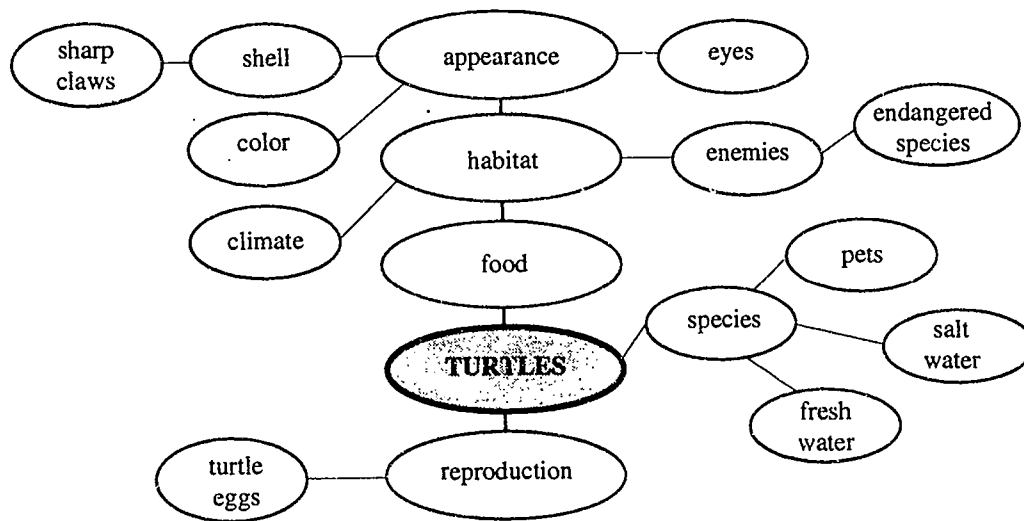 sharp
claws
shell
appearance
eyes
color
habitat
enemies
endangered
species
climate
food
pets
species
salt
water
TURTLES
fresh
water
turtle
eggs
reproduction